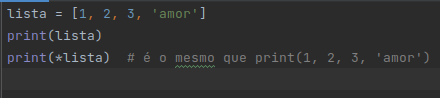 lista = [1, 2, 3, 'amor']
print(lista)
print(*lista)  # é o mesmo que print(1, 2, 3, 'amor')